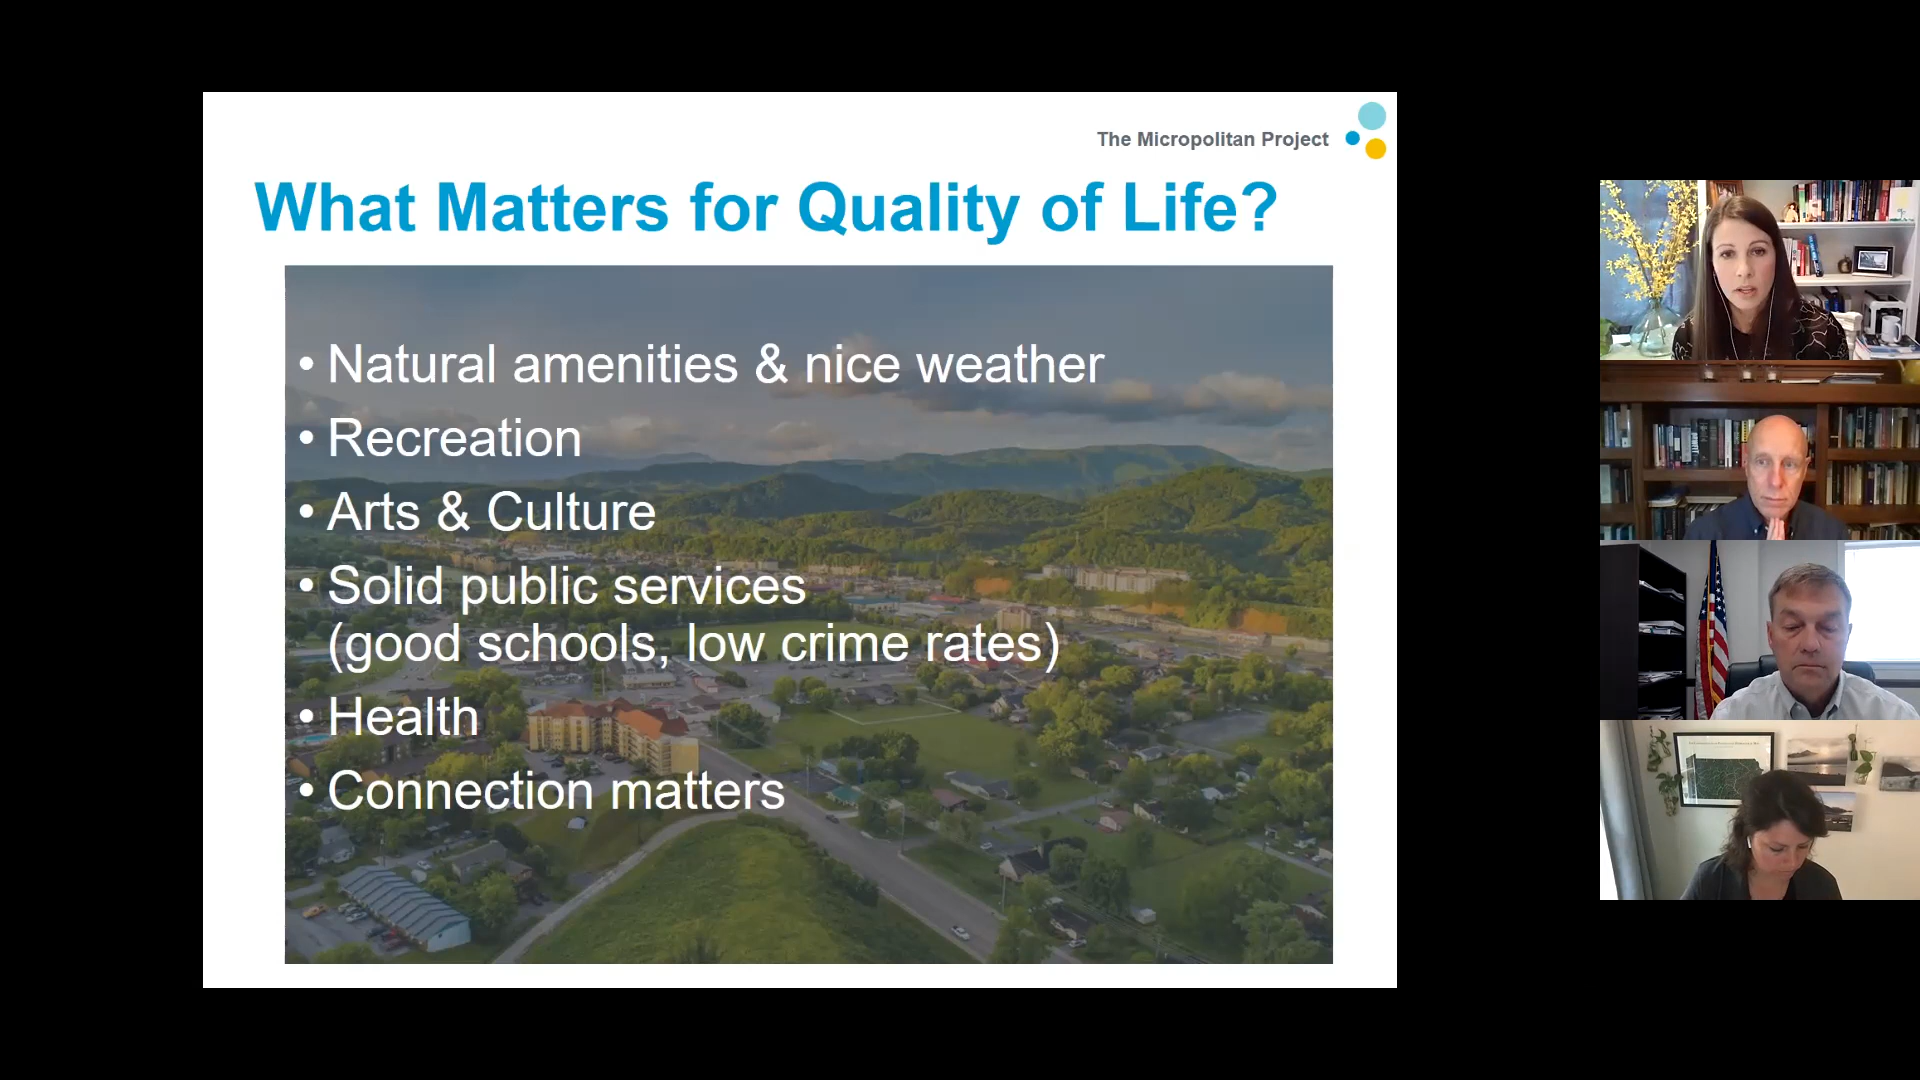 The Micropolitan Project
What Matters for Quality of Life?
• Natural amenities & nice weather
• Recreation
• Arts & Culture
• Solid public services
(good schools, low crime rates)
• Health
• Connection matters